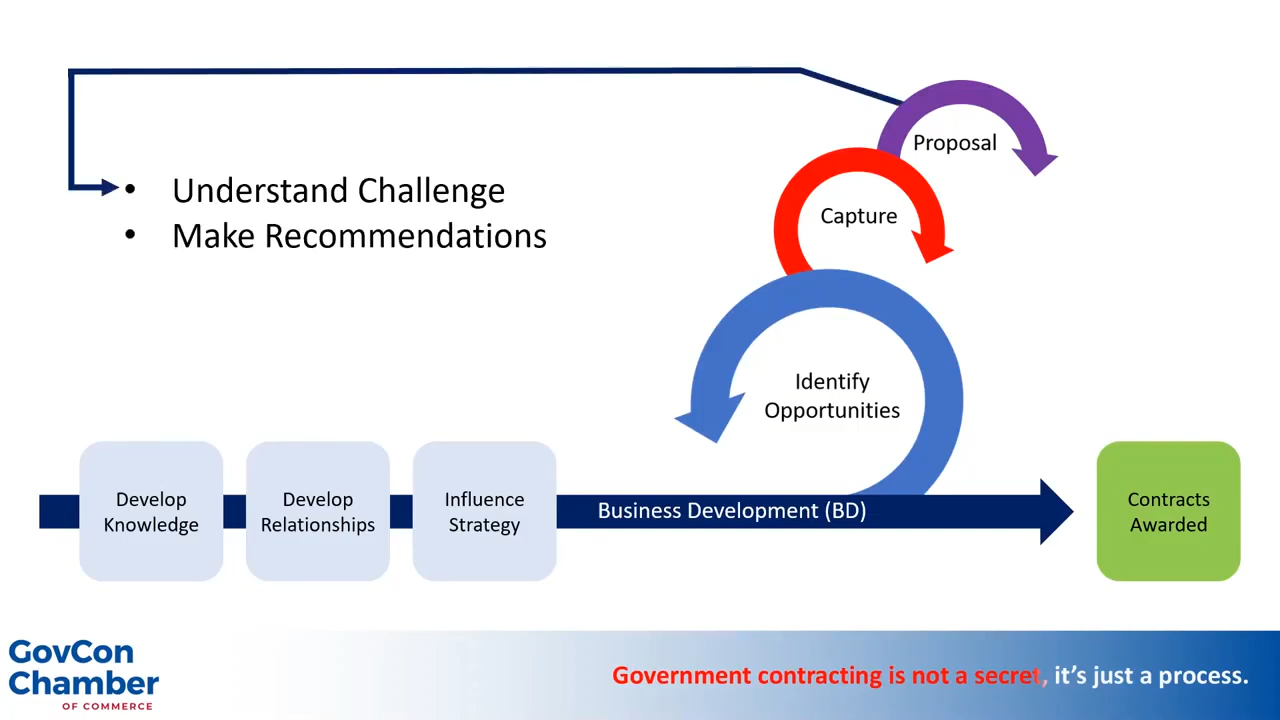 Proposal
• Understand Challenge
• Make Recommendations
Capture
Identify
Opportunities
Develop
Knowledge
Develop
Relationships
Influence
Strategy
Business Development (BD)
Contracts
Awarded
GovCon
Chamber
OF COMMERCE
Government contracting is not a secret, it’s just a process.